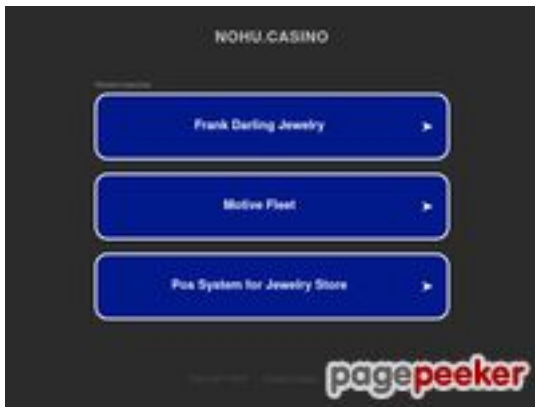 NOHU.CASINO
Frank Darling Jewelry
➤
Motive Fleet
➤
Pos System for Jewelry Store
➤
pagepeeker